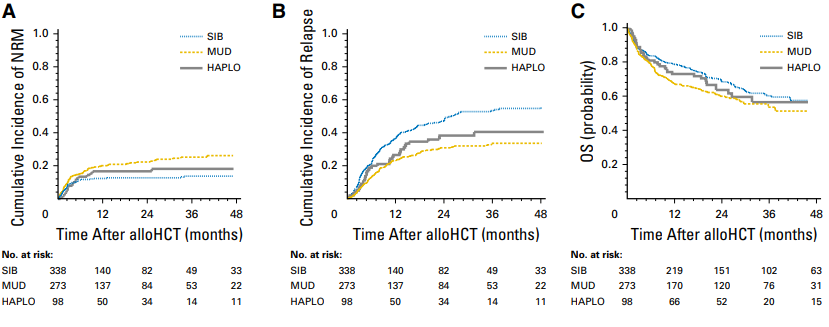 A
Cumulative Incidence of NRM
1.0
0.8
0.6
0.4
0.2
0
12
24
36
48
SIB
MUD
HAPLO
Time After alloHCT (months)
No. at risk:
SIB 338 140 82 49 33
MUD 273 137 84 53 22
HAPLO 98 50 34 14 11
B
Cumulative Incidence of Relapse
1.0
0.8
0.6
0.4
0.2
0
12
24
36
48
SIB
MUD
HAPLO
Time After alloHCT (months)
No. at risk:
SIB 338 140 82 49 33
MUD 273 137 84 53 22
HAPLO 98 50 34 14 11
C
OS (probability)
1.0
0.8
0.6
0.4
0.2
0
12
24
36
48
SIB
MUD
HAPLO
Time After alloHCT (months)
No. at risk:
SIB 338 219 151 102 63
MUD 273 170 120 76 31
HAPLO 98 66 52 20 15